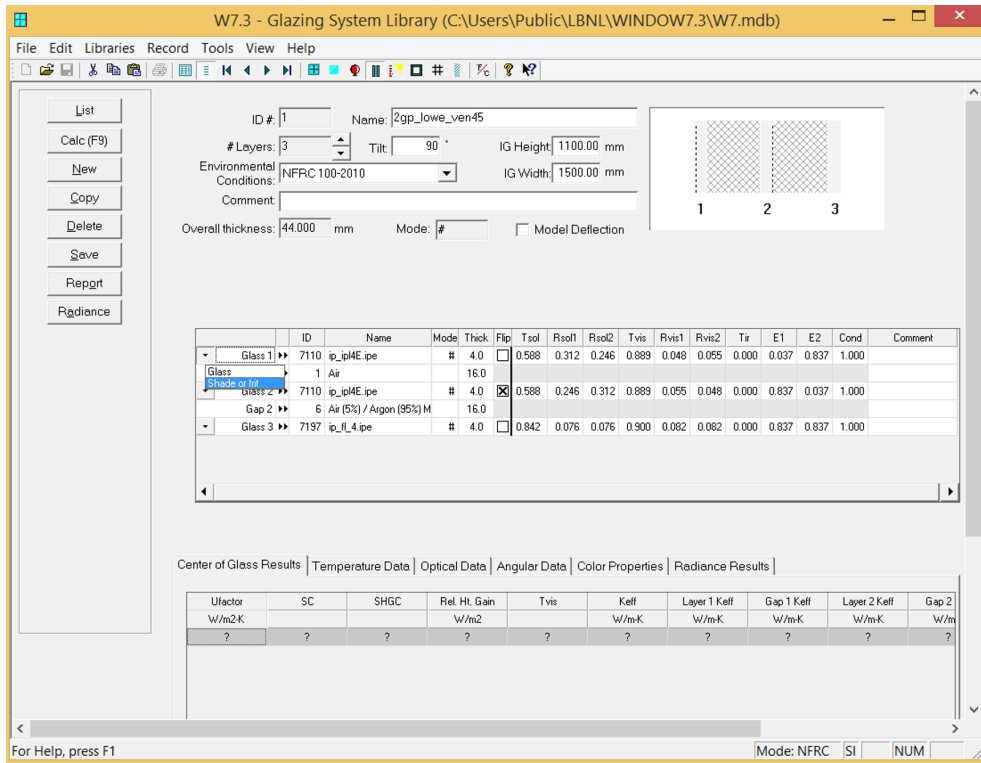 W7.3 - Glazing System Library (C:\Users\Public\LBNL\WINDOW7.3\W7.mdb)
File Edit Libraries Record Tools View Help
List
Calc (F9)
New
Copy
Delete
Save
Report
Radiance
ID #: 1 Name: 2gp_lowe_ven45
# Layers: 3 Tilt: 90 ° IG Height: 1100.00 mm
Environmental Conditions: NFRC 100-2010 IG Width: 1500.00 mm
Comment:
Overall thickness: 44.000 mm Mode: # Model Deflection
1 2 3
ID Name Mode Thick Flip Tsol Rsol1 Rsol2 Tvis Rvis1 Rvis2 Tir E1 E2 Cond Comment
Glass 1 7110 ip_ipl4E.ipe # 4.0 0.588 0.312 0.246 0.889 0.048 0.055 0.000 0.037 0.837 1.000
Glass 1 Air 16.0
Shade or frit
Glass 2 7110 ip_ipl4E.ipe # 4.0 0.588 0.246 0.312 0.889 0.055 0.048 0.000 0.837 0.037 1.000
Gap 2 6 Air (5%) / Argon (95%) M 16.0
Glass 3 7197 ip_fl_4.ipe # 4.0 0.842 0.076 0.076 0.900 0.082 0.082 0.000 0.837 0.837 1.000
Center of Glass Results Temperature Data Optical Data Angular Data Color Properties Radiance Results
Ufactor SC SHGC Rel. Ht. Gain Tvis Keff Layer 1 Keff Gap 1 Keff Layer 2 Keff Gap 2
W/m2-K W/m2 W/m-K W/m-K W/m-K W/m-K W/m
? ? ? ? ? ? ? ? ? ?
For Help, press F1 Mode: NFRC SI NUM